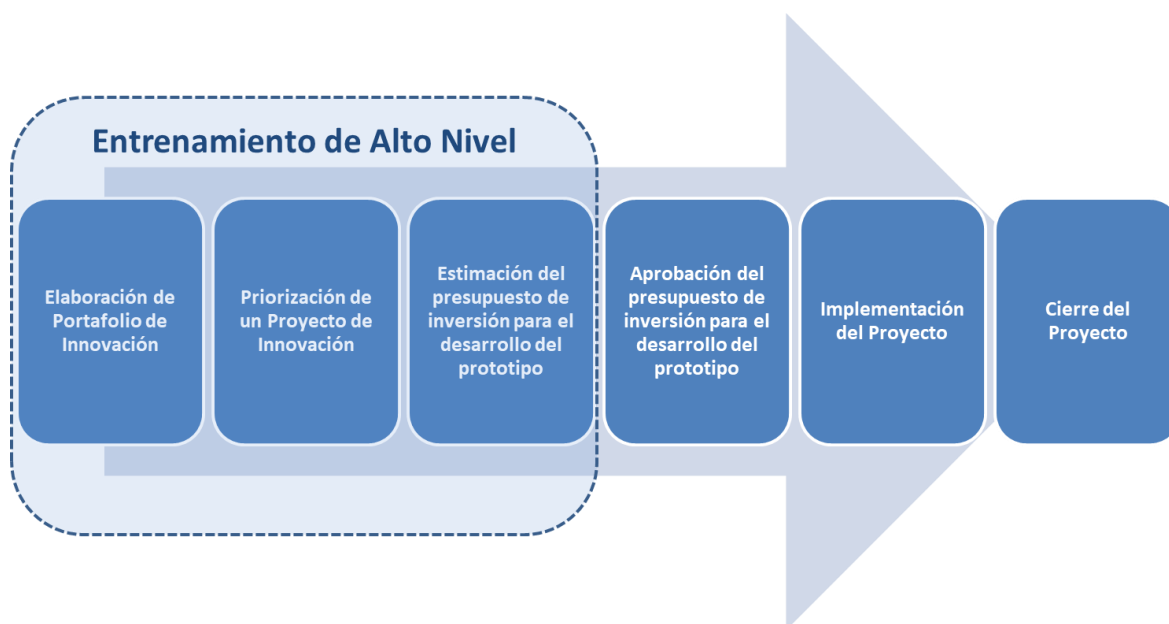 Entrenamiento de Alto Nivel
Elaboración de
Portafolio de
Innovación
Priorización de
un Proyecto de
Innovación
Estimación del
presupuesto de
inversión para el
desarrollo del
prototipo
Aprobación del
presupuesto de
inversión para el
desarrollo del
prototipo
Implementación
del Proyecto
Cierre del
Proyecto